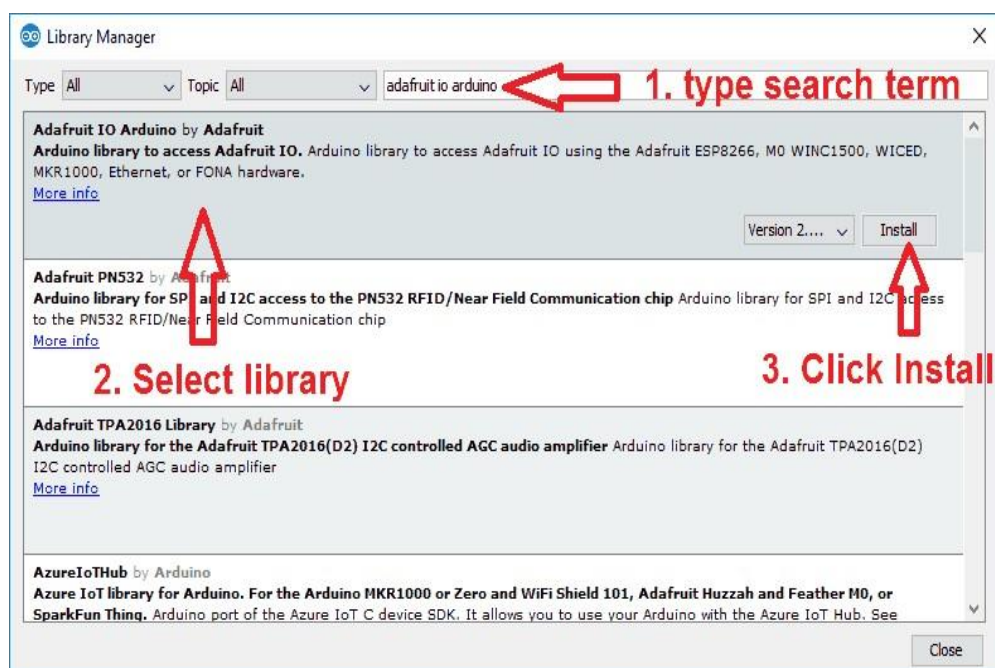 Library Manager
Type All Topic All adafruit io arduino 1. type search term
Adafruit IO Arduino by Adafruit
Arduino library to access Adafruit IO. Arduino library to access Adafruit IO using the Adafruit ESP8266, M0 WINC1500, WICED,
MKR1000, Ethernet, or FONA hardware.
More info
Version 2.... Install
Adafruit PN532 by Adafruit
Arduino library for SPI and I2C access to the PN532 RFID/Near Field Communication chip Arduino library for SPI and I2C access
to the PN532 RFID/Near Field Communication chip
More info
2. Select library
3. Click Install
Adafruit TPA2016 Library by Adafruit
Arduino library for the Adafruit TPA2016(D2) I2C controlled AGC audio amplifier Arduino library for the Adafruit TPA2016(D2)
I2C controlled AGC audio amplifier
More info
AzureIoTHub by Arduino
Azure IoT library for Arduino. For the Arduino MKR1000 or Zero and WiFi Shield 101, Adafruit Huzzah and Feather M0, or
SparkFun Thing. Arduino port of the Azure IoT C device SDK. It allows you to use your Arduino with the Azure IoT Hub. See
Close